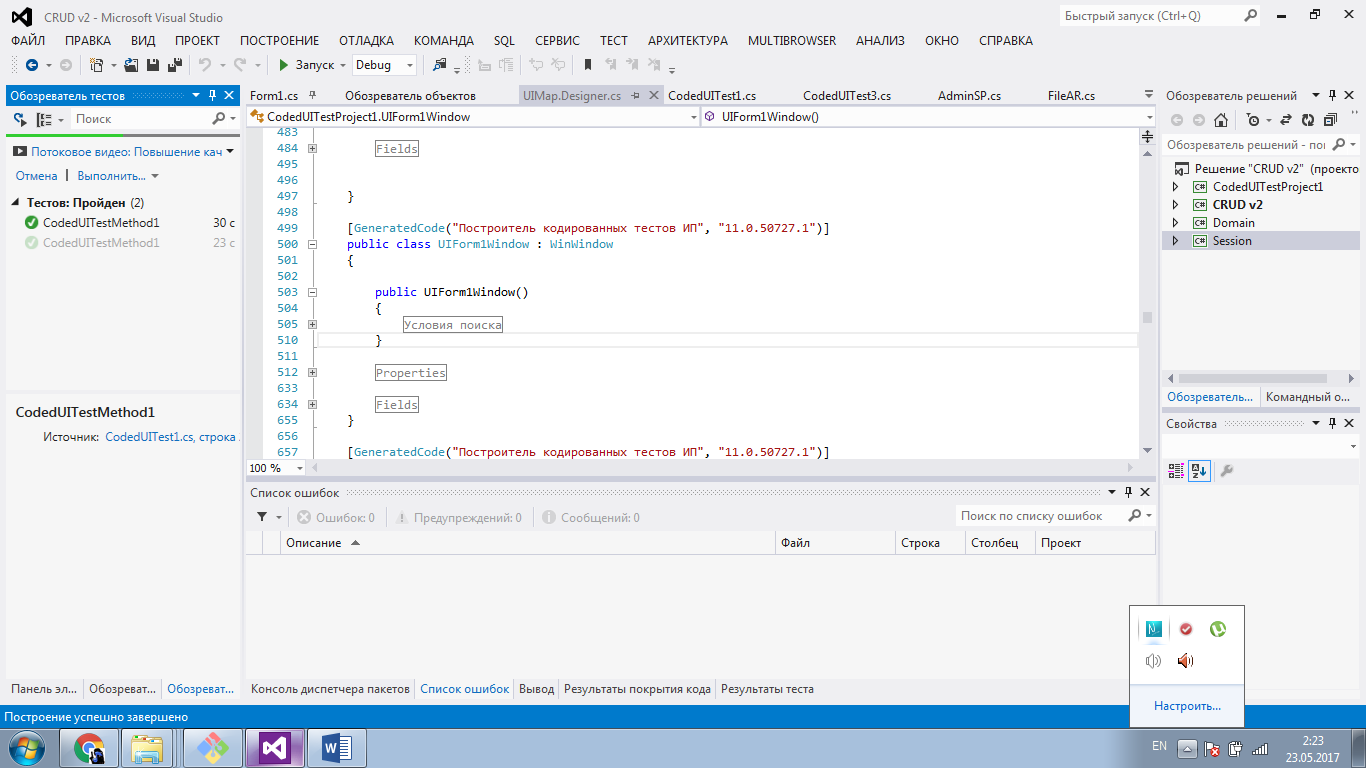 CRUD v2 - Microsoft Visual Studio
Быстрый запуск (Ctrl+Q)
ФАЙЛ ПРАВКА ВИД ПРОЕКТ ПОСТРОЕНИЕ ОТЛАДКА КОМАНДА SQL СЕРВИС ТЕСТ АРХИТЕКТУРА MULTIBROWSER АНАЛИЗ ОКНО СПРАВКА
Запуск Debug
Обозреватель тестов
Поиск
Потоковое видео: Повышение кач
Отмена Выполнить...
Тестов: Пройден (2)
CodedUITestMethod1 30 с
CodedUITestMethod1 23 с
CodedUITestMethod1
Источник: CodedUITest1.cs, строка
Панель эл... Обозреват... Обозреват...
Form1.cs Обозреватель объектов UIMap.Designer.cs CodedUITest1.cs CodedUITest3.cs AdminSP.cs FileAR.cs
CodedUITestProject1.UIForm1Window UIForm1Window()
483
484 Fields
495
496
497 }
498
499 [GeneratedCode("Построитель кодированных тестов ИП", "11.0.50727.1")]
500 public class UIForm1Window : WinWindow
501 {
502
503 public UIForm1Window()
504 {
505 Условия поиска
510 }
511
512 Properties
633
634 Fields
655 }
656
657 [GeneratedCode("Построитель кодированных тестов ИП", "11.0.50727.1")]
100 %
Список ошибок
Ошибок: 0 Предупреждений: 0 Сообщений: 0
Поиск по списку ошибок
Описание Файл Строка Столбец Проект
Консоль диспетчера пакетов Список ошибок Вывод Результаты покрытия кода Результаты теста
Обозреватель решений
Обозреватель решений - пои
Решение "CRUD v2" (проекто
CodedUITestProject1
CRUD v2
Domain
Session
Обозреватель... Командный о...
Свойства
Настроить...
Построение успешно завершено
EN
2:23
23.05.2017